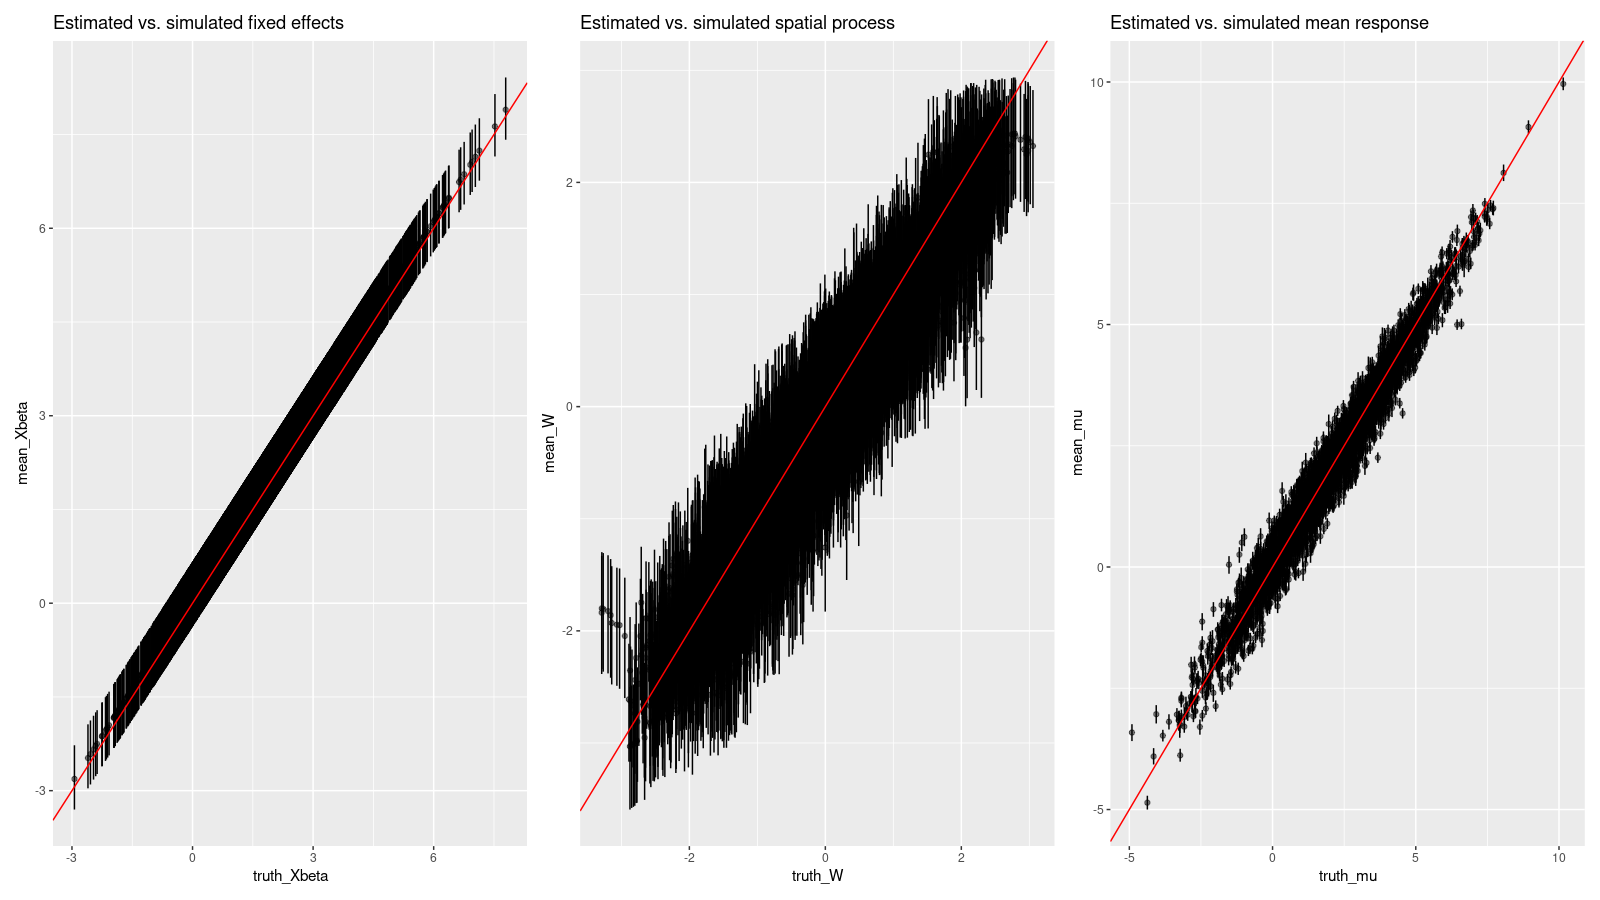 Estimated vs. simulated fixed effects
mean_Xbeta
6
3
0
-3
-3 0 3 6
truth_Xbeta
Estimated vs. simulated spatial process
mean_W
2
0
-2
-2 0 2
truth_W
Estimated vs. simulated mean response
mean_mu
10
5
0
-5
-5 0 5 10
truth_mu